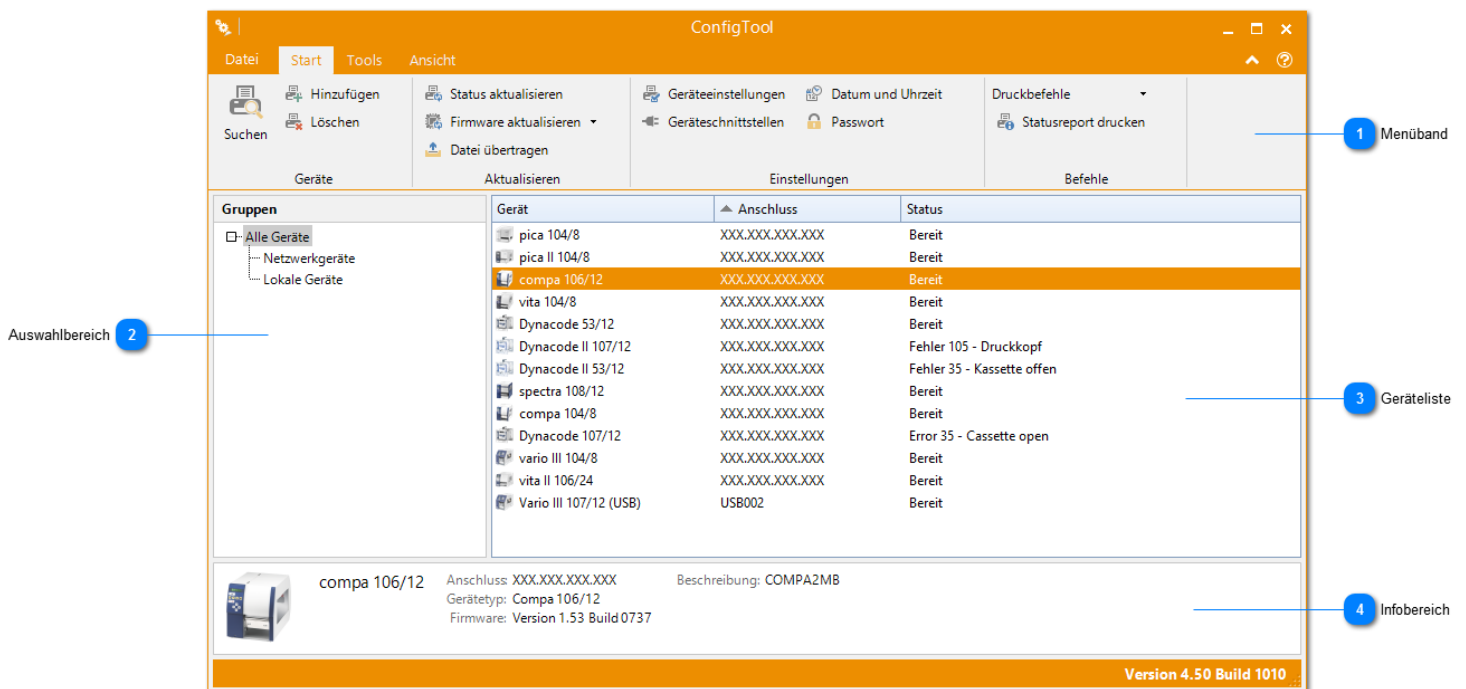 ConfigTool
Datei Start Tools Ansicht
Suchen
Hinzufügen
Löschen
Geräte
Status aktualisieren
Firmware aktualisieren
Datei übertragen
Aktualisieren
Geräteeinstellungen Datum und Uhrzeit
Geräteschnittstellen Passwort
Einstellungen
Druckbefehle
Statusreport drucken
Befehle
1 Menüband
Gruppen
Alle Geräte
Netzwerkgeräte
Lokale Geräte
Auswahlbereich 2
Gerät Anschluss Status
pica 104/8 XXX.XXX.XXX.XXX Bereit
pica II 104/8 XXX.XXX.XXX.XXX Bereit
compa 106/12 XXX.XXX.XXX.XXX Bereit
vita 104/8 XXX.XXX.XXX.XXX Bereit
Dynacode 53/12 XXX.XXX.XXX.XXX Bereit
Dynacode II 107/12 XXX.XXX.XXX.XXX Fehler 105 - Druckkopf
Dynacode II 53/12 XXX.XXX.XXX.XXX Fehler 35 - Kassette offen
spectra 108/12 XXX.XXX.XXX.XXX Bereit
compa 104/8 XXX.XXX.XXX.XXX Bereit
Dynacode 107/12 XXX.XXX.XXX.XXX Error 35 - Cassette open
vario III 104/8 XXX.XXX.XXX.XXX Bereit
vita II 106/24 XXX.XXX.XXX.XXX Bereit
Vario III 107/12 (USB) USB002 Bereit
3 Geräteliste
compa 106/12
Anschluss: XXX.XXX.XXX.XXX Beschreibung: COMPA2MB
Gerätetyp: Compa 106/12
Firmware: Version 1.53 Build 0737
4 Infobereich
Version 4.50 Build 1010